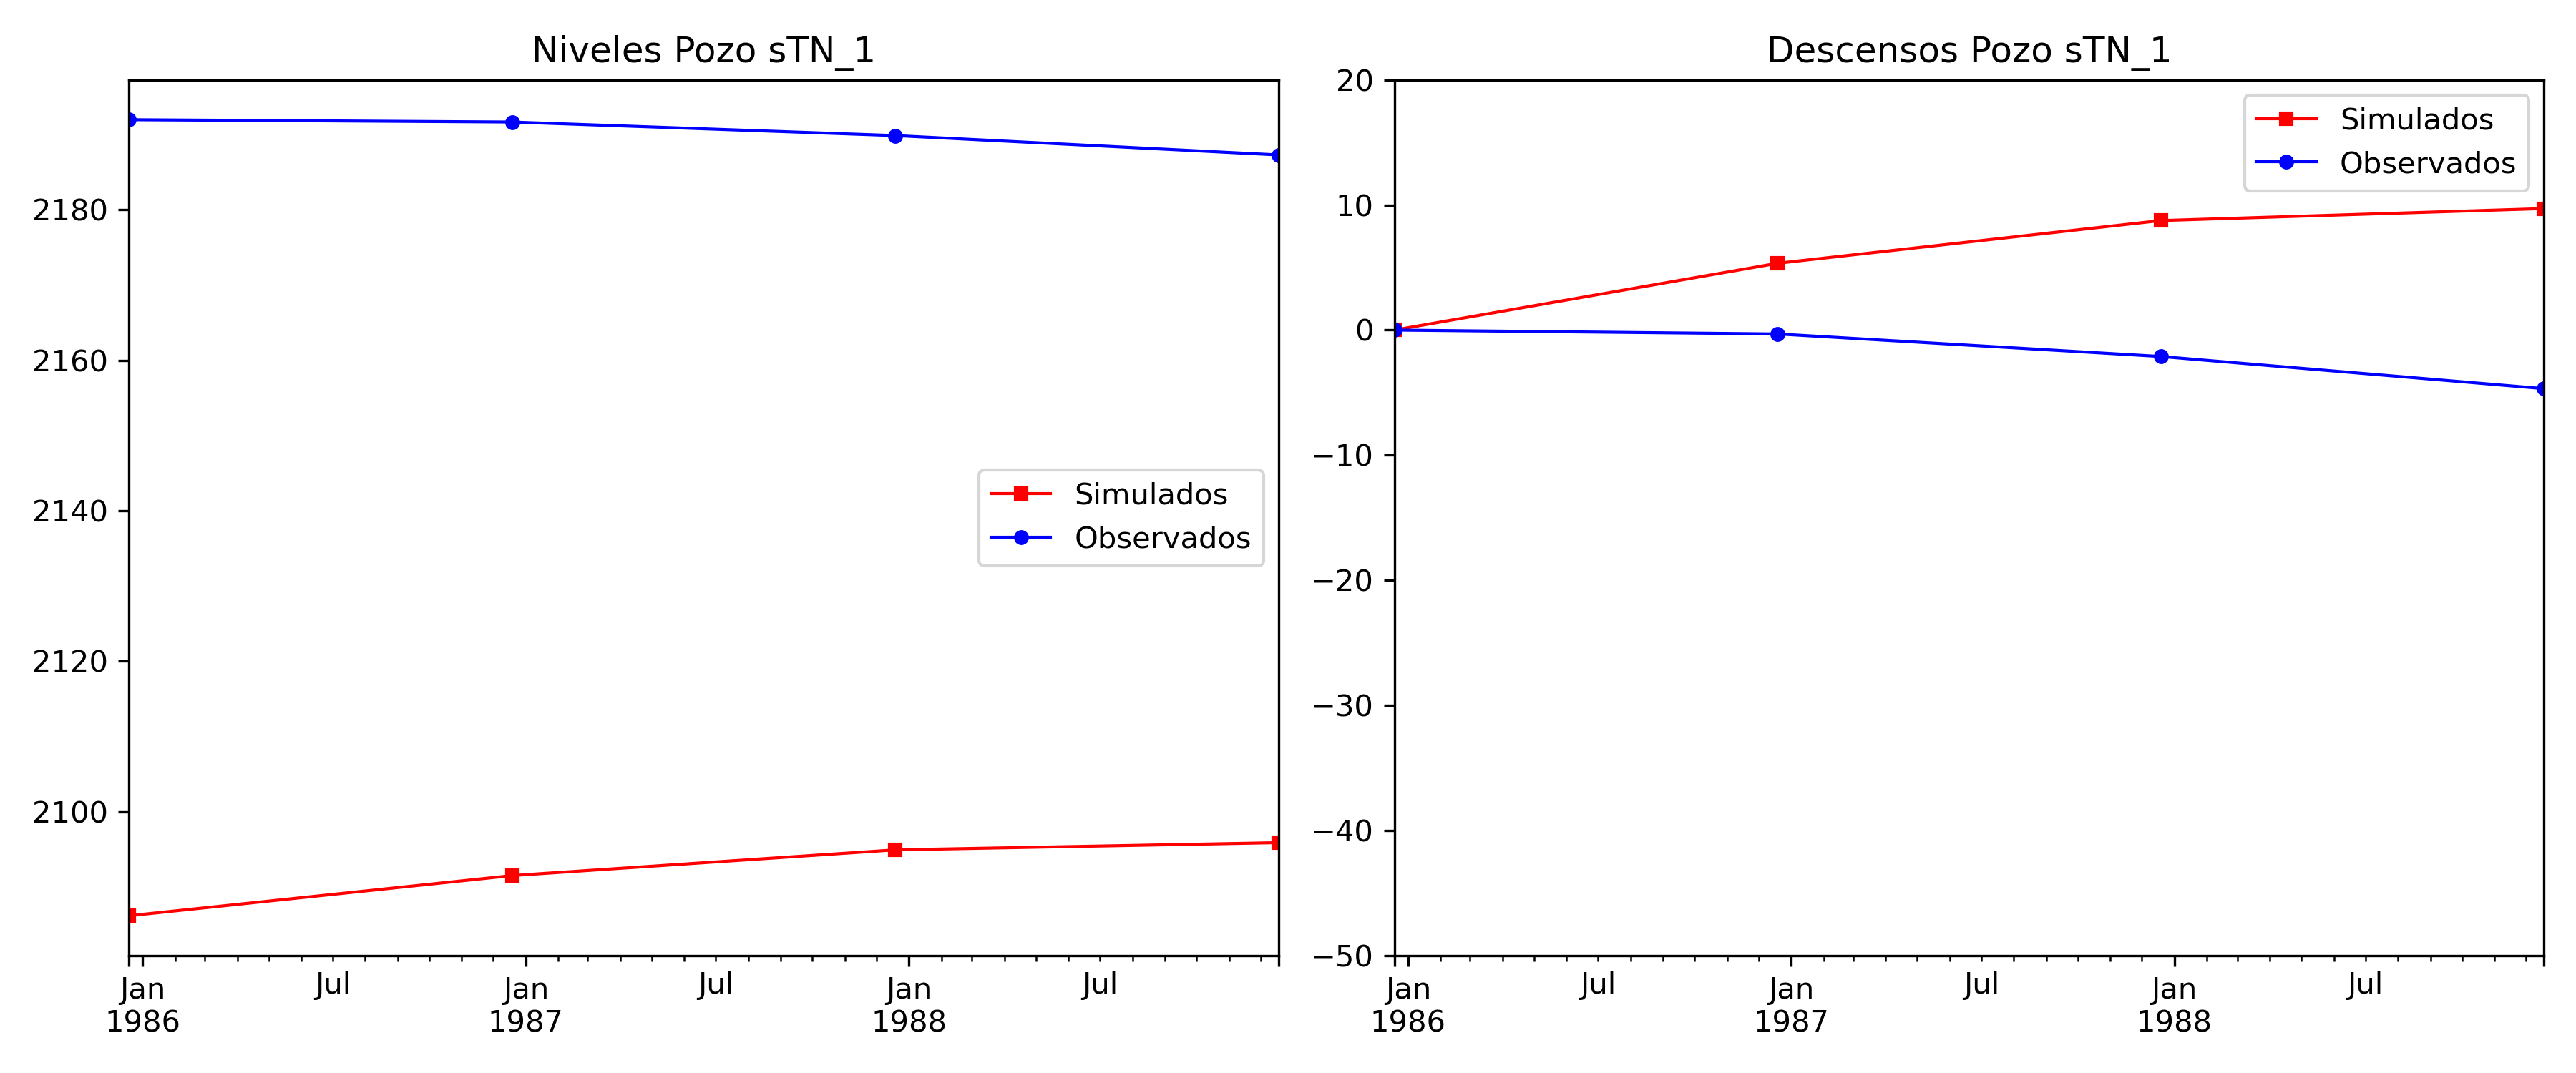 Niveles Pozo sTN_1
2180
2160
2140
2120
2100
Simulados
Observados
Jan
1986
Jul
Jan
1987
Jul
Jan
1988
Jul
Descensos Pozo sTN_1
20
10
0
−10
−20
−30
−40
−50
Simulados
Observados
Jan
1986
Jul
Jan
1987
Jul
Jan
1988
Jul